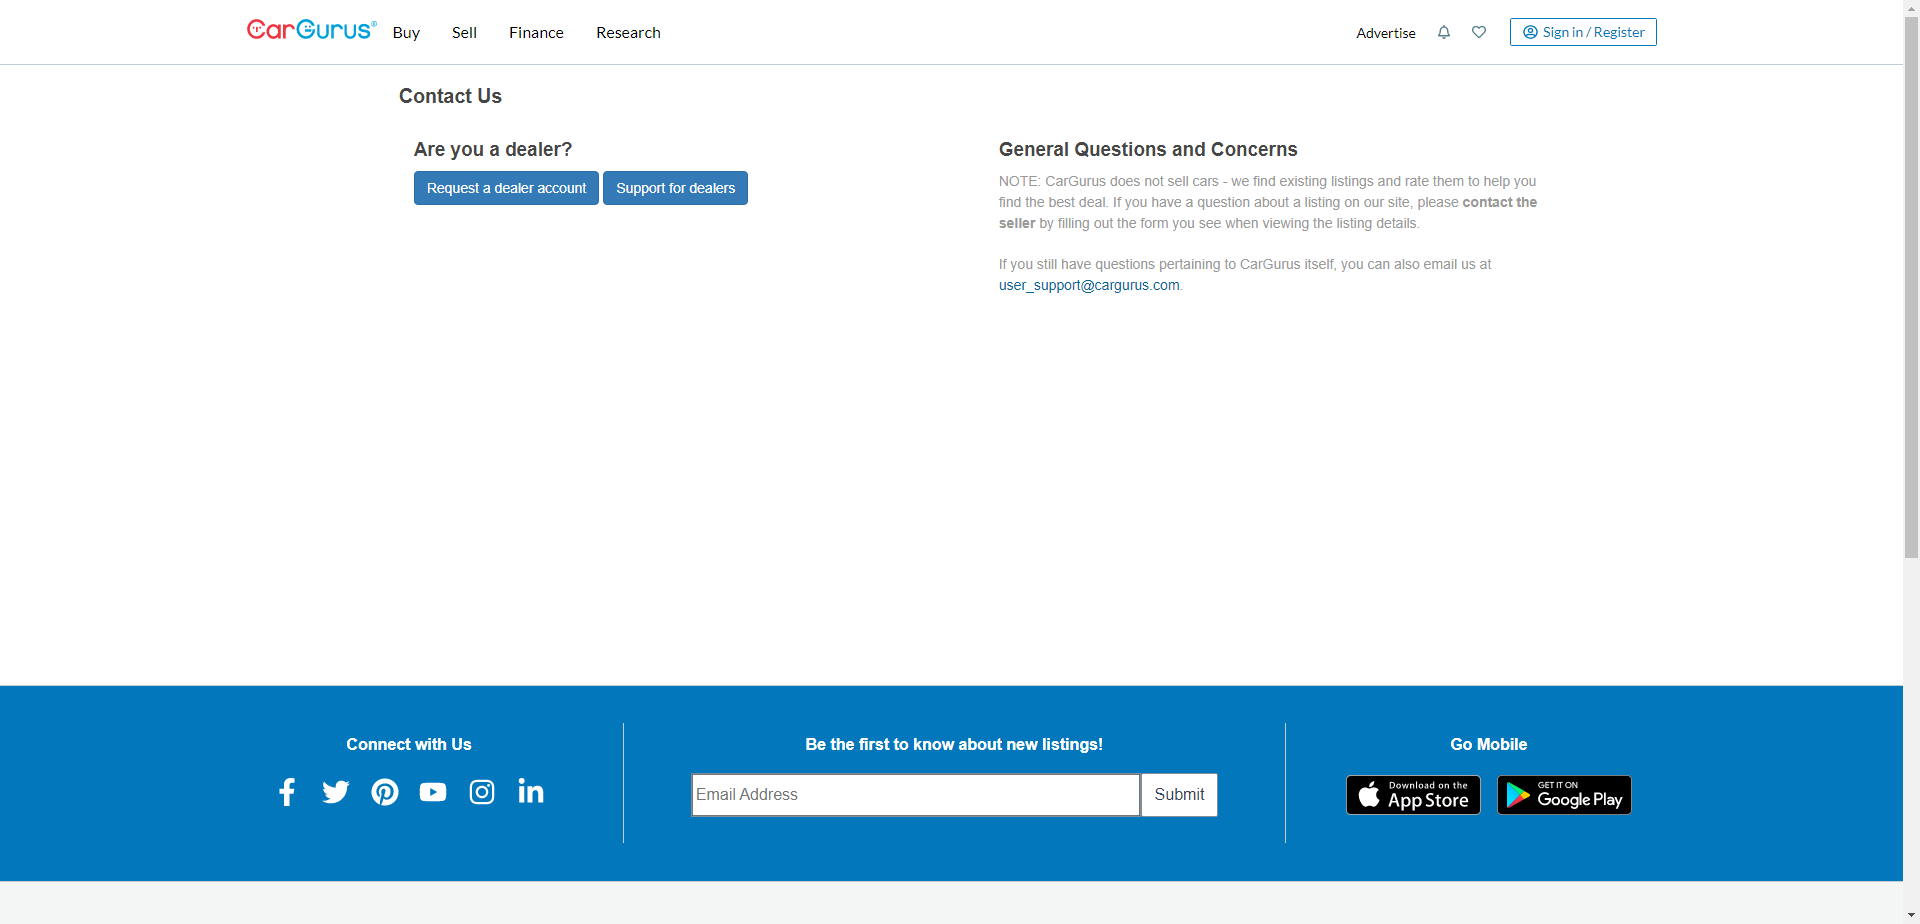 CarGurus® Buy Sell Finance Research Advertise Sign in / Register
Contact Us
Are you a dealer?
Request a dealer account Support for dealers
General Questions and Concerns
NOTE: CarGurus does not sell cars - we find existing listings and rate them to help you
find the best deal. If you have a question about a listing on our site, please contact the
seller by filling out the form you see when viewing the listing details.
If you still have questions pertaining to CarGurus itself, you can also email us at
user_support@cargurus.com.
Connect with Us
Be the first to know about new listings!
Email Address Submit
Go Mobile
Download on the
App Store
GET IT ON
Google Play